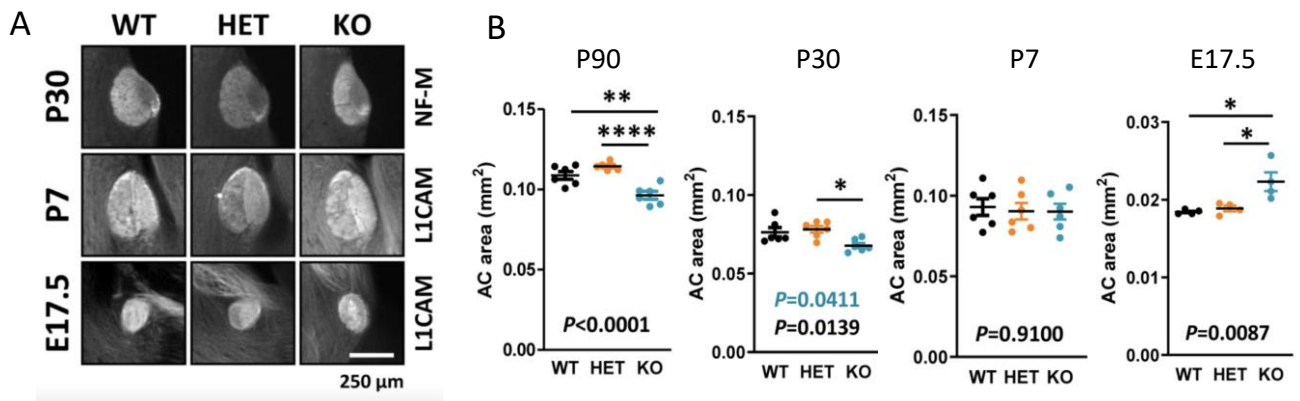 A
WT HET KO
P30
NF-M
P7
L1CAM
E17.5
L1CAM
250 μm
B
P90
P30
P7
E17.5
AC area (mm²)
0.15
0.10
0.05
0.00
**
****
P<0.0001
WT HET KO
AC area (mm²)
0.15
0.10
0.05
0.00
*
P=0.0411
P=0.0139
WT HET KO
AC area (mm²)
0.15
0.10
0.05
0.00
P=0.9100
WT HET KO
AC area (mm²)
0.03
0.02
0.01
0.00
*
*
P=0.0087
WT HET KO